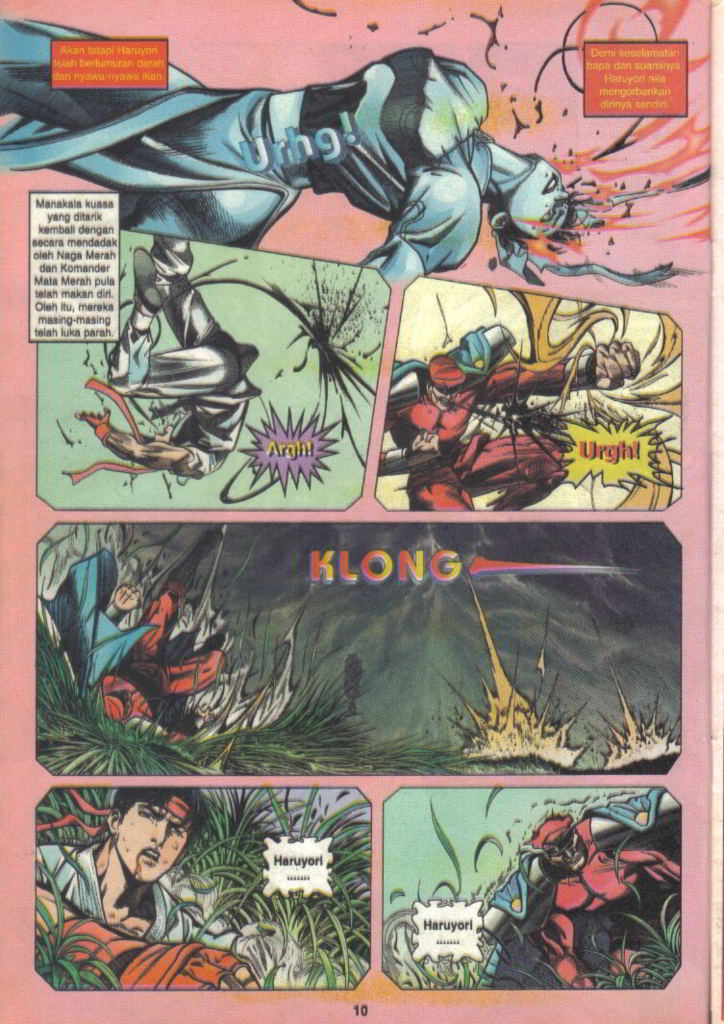 Akan tetapi Haruyori
telah berlumuran darah
dan nyawa-nyawa ikan.
Demi keselamatan
bapa dan suaminya
Haruyori rela
mengorbankan
dirinya sendiri.
Urhg!
Manakala kuasa
yang ditarik
kembali dengan
secara mendadak
oleh Naga Merah
dan Komander
Mata Merah pula
telah makan diri.
Oleh itu, mereka
masing-masing
telah luka parah.
Argh!
Urgh!
KLONG
Haruyori
.......
Haruyori
.......
10